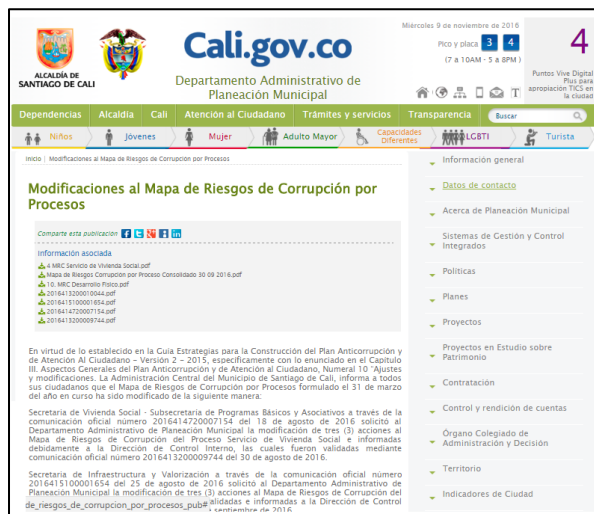 Miércoles 9 de noviembre de 2016
Pico y placa 3 4
(7 a 10AM - 5 a 8PM)
4
Puntos Vive Digital
Plus para
apropiación TICS en
la ciudad
ALCALDÍA DE
SANTIAGO DE CALI
Cali.gov.co
Departamento Administrativo de
Planeación Municipal
Dependencias Alcaldía Cali Atención al Ciudadano Trámites y servicios Transparencia Buscar
Niños Jóvenes Mujer Adulto Mayor Capacidades Diferentes LGBTI Turista
Inicio | Modificaciones al Mapa de Riesgos de Corrupción por Procesos
Modificaciones al Mapa de Riesgos de Corrupción por
Procesos
Comparte esta publicación
Información asociada
4 MRC Servicio de Vivienda Social.pdf
Mapa de Riesgos Corrupción por Proceso Consolidado 30 09 2016.pdf
10. MRC Desarrollo Físico.pdf
2016413200010044.pdf
2016415100001654.pdf
2016414720007154.pdf
2016413200009744.pdf
En virtud de lo establecido en la Guía Estrategias para la Construcción del Plan Anticorrupción y
de Atención Al Ciudadano – Versión 2 – 2015, específicamente con lo enunciado en el Capítulo
III. Aspectos Generales del Plan Anticorrupción y de Atención al Ciudadano, Numeral 10 "Ajustes
y modificaciones. La Administración Central del Municipio de Santiago de Cali, informa a todos
sus ciudadanos que el Mapa de Riesgos de Corrupción por Procesos formulado el 31 de marzo
del año en curso ha sido modificado de la siguiente manera:
Secretaria de Vivienda Social - Subsecretaría de Programas Básicos y Asociativos a través de la
comunicación oficial número 2016414720007154 del 18 de agosto de 2016 solicitó al
Departamento Administrativo de Planeación Municipal la modificación de tres (3) acciones al
Mapa de Riesgos de Corrupción del Proceso Servicio de Vivienda Social e informadas
debidamente a la Dirección de Control Interno, las cuales fueron validadas mediante
comunicación oficial número 2016413200009744 del 30 de agosto de 2016.
Secretaria de Infraestructura y Valorización a través de la comunicación oficial número
2016415100001654 del 25 de agosto de 2016 solicitó al Departamento Administrativo de
Planeación Municipal la modificación de tres (3) acciones al Mapa de Riesgos de Corrupción del
de_riesgos_de_corrupcion_por_procesos_pub# validadas e informadas a la Dirección de Control
septiembre de 2016
Información general
Datos de contacto
Acerca de Planeación Municipal
Sistemas de Gestión y Control
Integrados
Políticas
Planes
Proyectos
Proyectos en Estudio sobre
Patrimonio
Contratación
Control y rendición de cuentas
Órgano Colegiado de
Administración y Decisión
Territorio
Indicadores de Ciudad